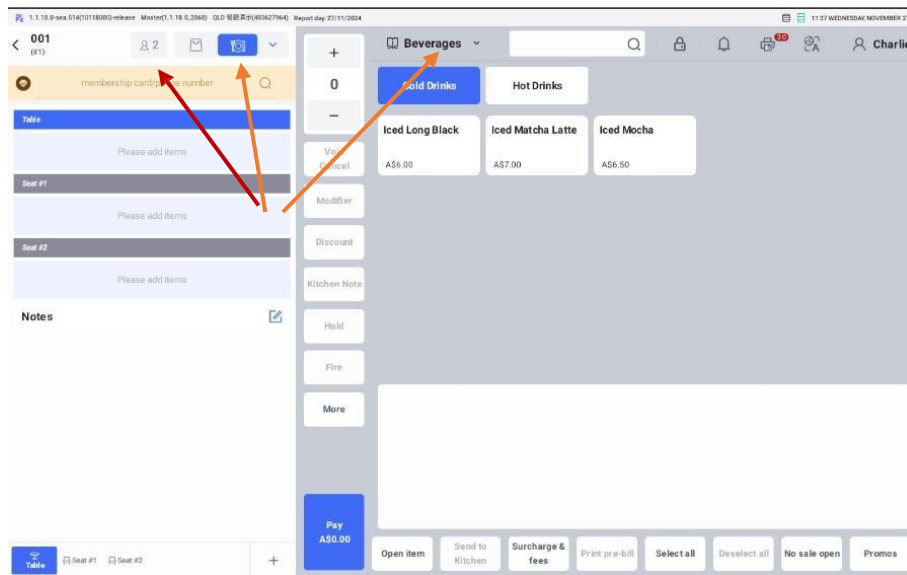 1.1.18.0-sea.514(10118000)-release Master(1.1.18.0,2868) QLD 餐飲演示(403627964) Report day: 27/11/2024
11:27 WEDNESDAY, NOVEMBER 2
001
(#1)
2
membership card/phone number
Table
Please add items
Seat #1
Please add items
Seat #2
Please add items
Notes
Table
Seat #1
Seat #2
+
+
0
−
Void
Cancel
Modifier
Discount
Kitchen Note
Hold
Fire
More
Pay
A$0.00
Beverages
20
Charlie
Cold Drinks
Hot Drinks
Iced Long Black
A$6.00
Iced Matcha Latte
A$7.00
Iced Mocha
A$6.50
Open item
Send to
Kitchen
Surcharge &
fees
Print pre-bill
Select all
Deselect all
No sale open
Promos